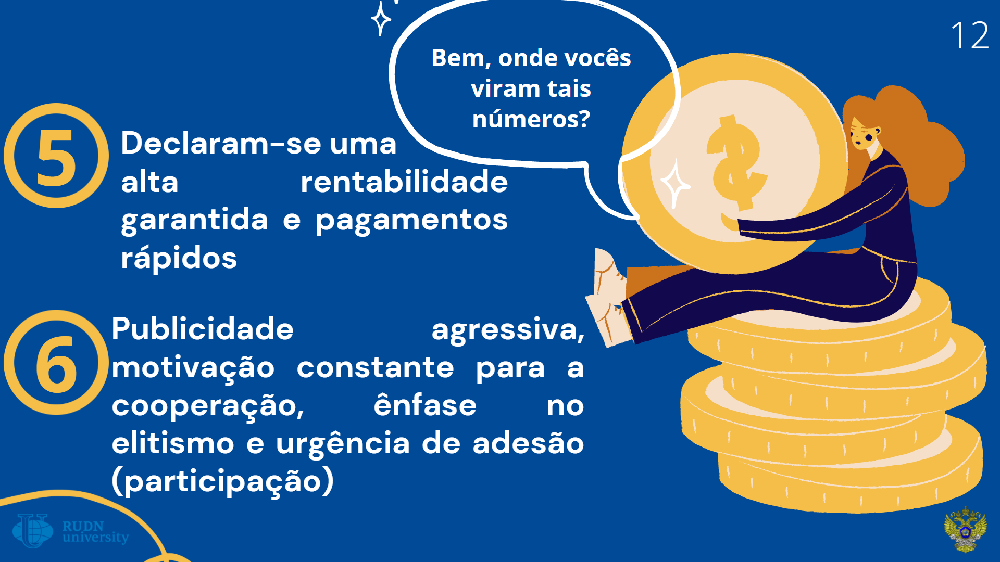 12
Bem, onde vocês
viram tais
números?
5
Declaram-se uma
alta rentabilidade
garantida e pagamentos
rápidos
6
Publicidade agressiva,
motivação constante para a
cooperação, ênfase no
elitismo e urgência de adesão
(participação)
RUDN
university